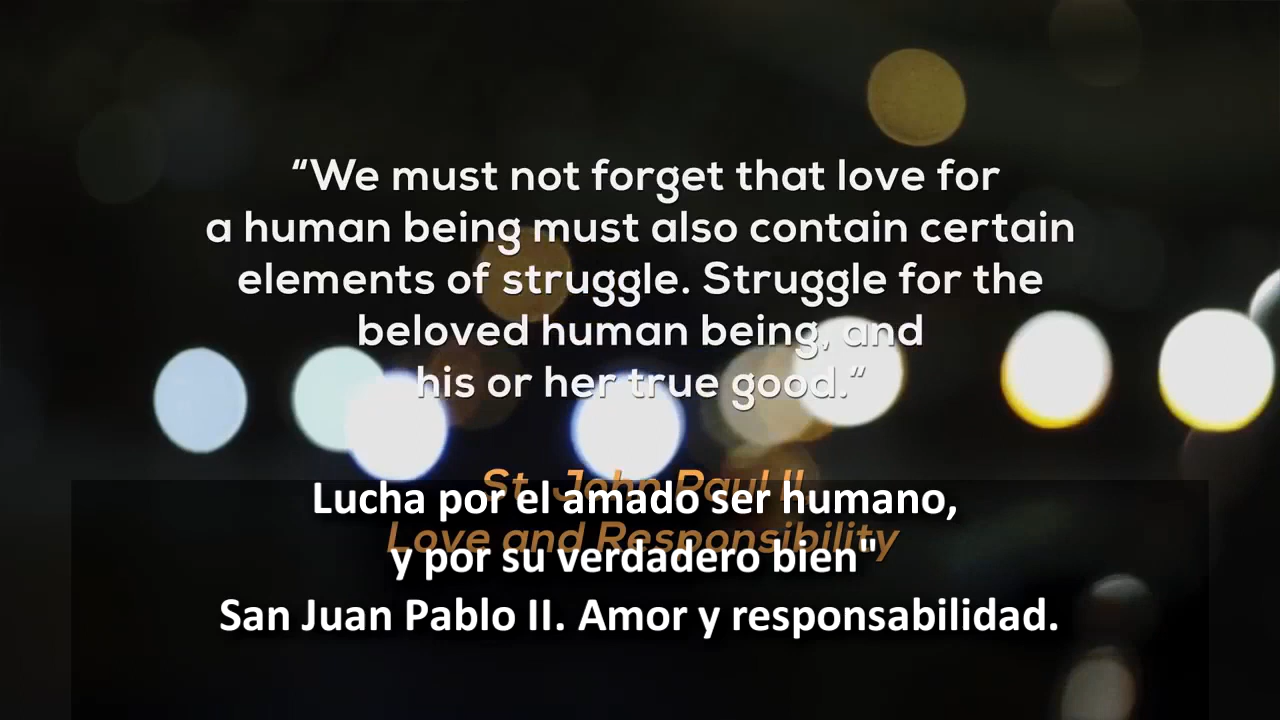 “We must not forget that love for
a human being must also contain certain
elements of struggle. Struggle for the
beloved human being, and
his or her true good.”
St. John Paul II,
Love and Responsibility
Lucha por el amado ser humano,
y por su verdadero bien"
San Juan Pablo II. Amor y responsabilidad.